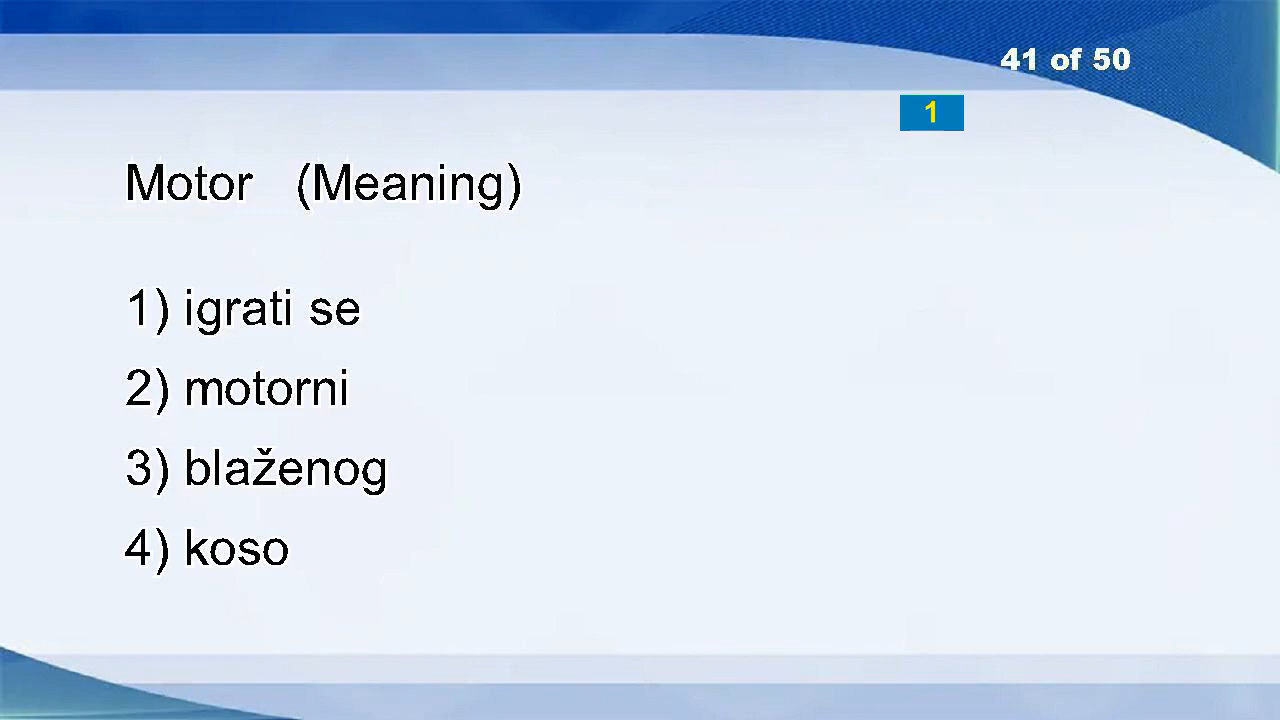 41 of 50
1
Motor (Meaning)
1) igrati se
2) motorni
3) blaženog
4) koso